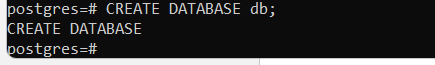 postgres=# CREATE DATABASE db;
CREATE DATABASE
postgres=#